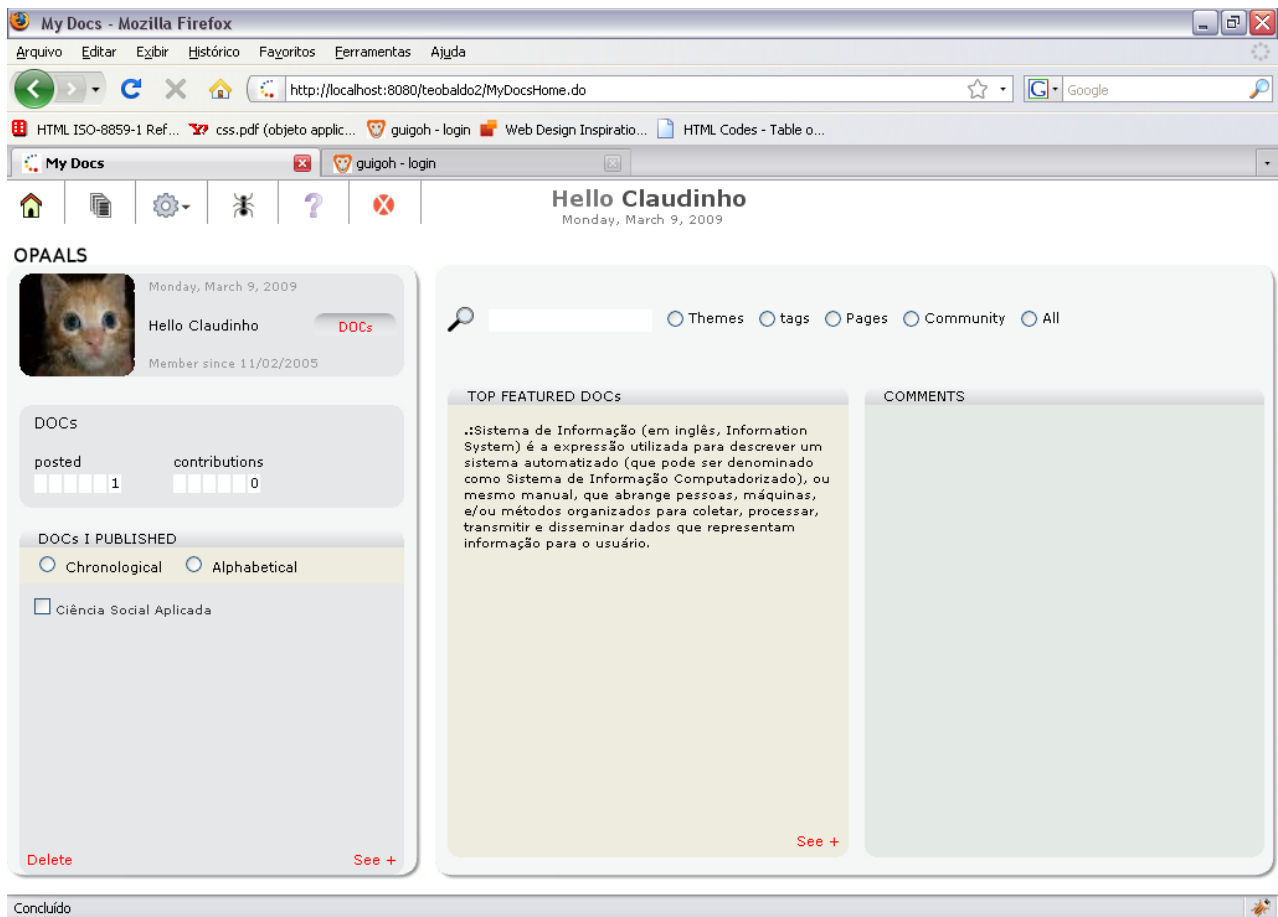 My Docs - Mozilla Firefox
Arquivo Editar Exibir Histórico Favoritos Ferramentas Ajuda
http://localhost:8080/teobaldo2/MyDocsHome.do
G Google
HTML ISO-8859-1 Ref... css.pdf (objeto applic... guigoh - login Web Design Inspiratio... HTML Codes - Table o...
My Docs guigoh - login
Hello Claudinho
Monday, March 9, 2009
OPAALS
Monday, March 9, 2009
Hello Claudinho DOCs
Member since 11/02/2005
Themes tags Pages Community All
DOCs
posted contributions
1 0
DOCs I PUBLISHED
Chronological Alphabetical
Ciência Social Aplicada
Delete See +
TOP FEATURED DOCs
.:Sistema de Informação (em inglês, Information
System) é a expressão utilizada para descrever um
sistema automatizado (que pode ser denominado
como Sistema de Informação Computadorizado), ou
mesmo manual, que abrange pessoas, máquinas,
e/ou métodos organizados para coletar, processar,
transmitir e disseminar dados que representam
informação para o usuário.
See +
COMMENTS
Concluído